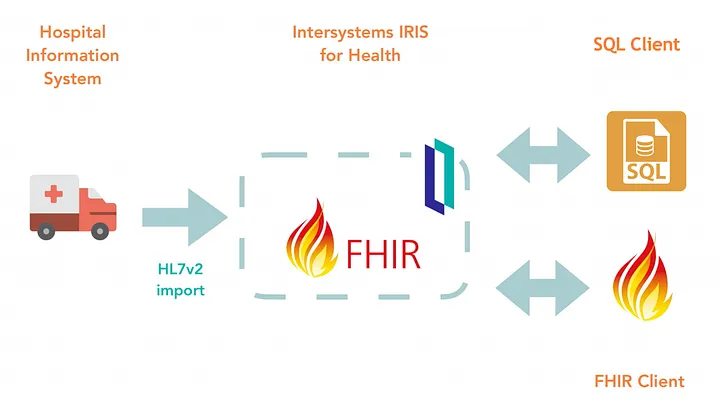 Hospital
Information
System
Intersystems IRIS
for Health
SQL Client
SQL
HL7v2
import
FHIR
FHIR Client